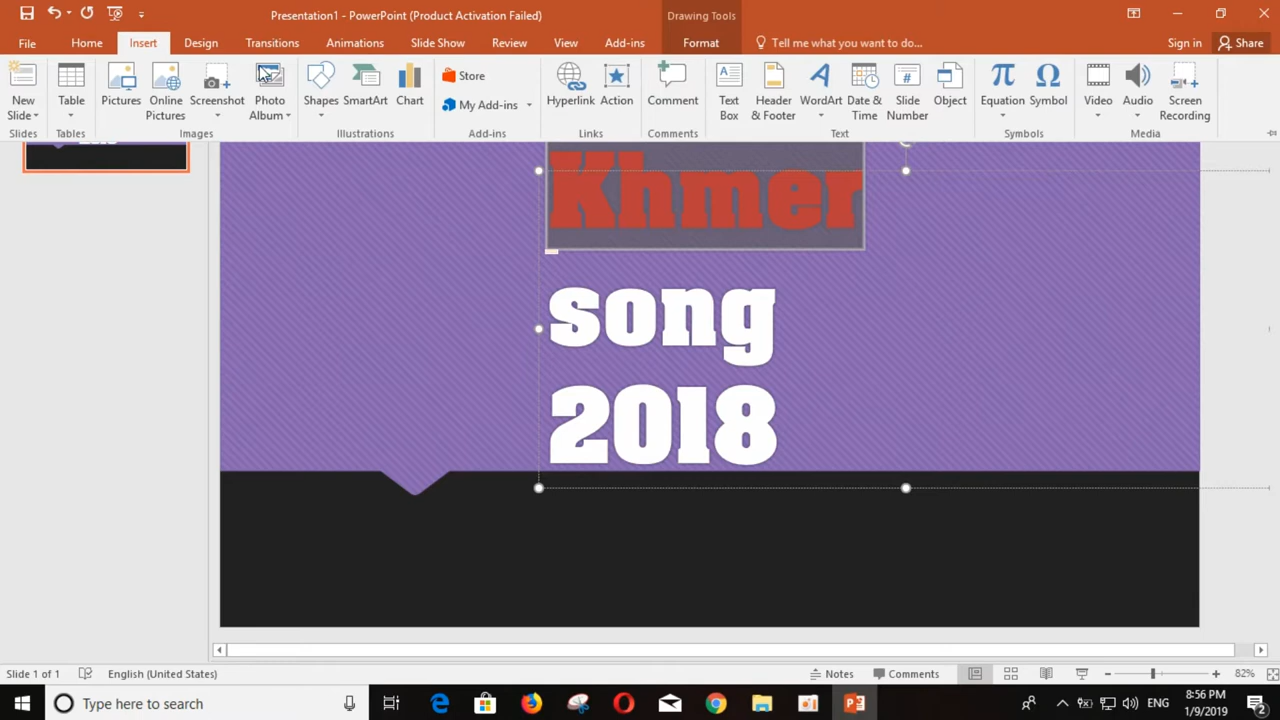 Presentation1 - PowerPoint (Product Activation Failed)
Drawing Tools
File Home Insert Design Transitions Animations Slide Show Review View Add-ins Format Tell me what you want to do... Sign in Share
New Slide
Table
Pictures
Online Pictures
Screenshot
Photo Album
Shapes
SmartArt
Chart
Store
My Add-ins
Hyperlink
Action
Comment
Text Box
Header & Footer
WordArt
Date & Time
Slide Number
Object
Equation
Symbol
Video
Audio
Screen Recording
Slides Tables Images Illustrations Add-ins Links Comments Text Symbols Media
Khmer
song
2018
Slide 1 of 1 English (United States) Notes Comments 82%
Type here to search
ENG
8:56 PM
1/9/2019
2